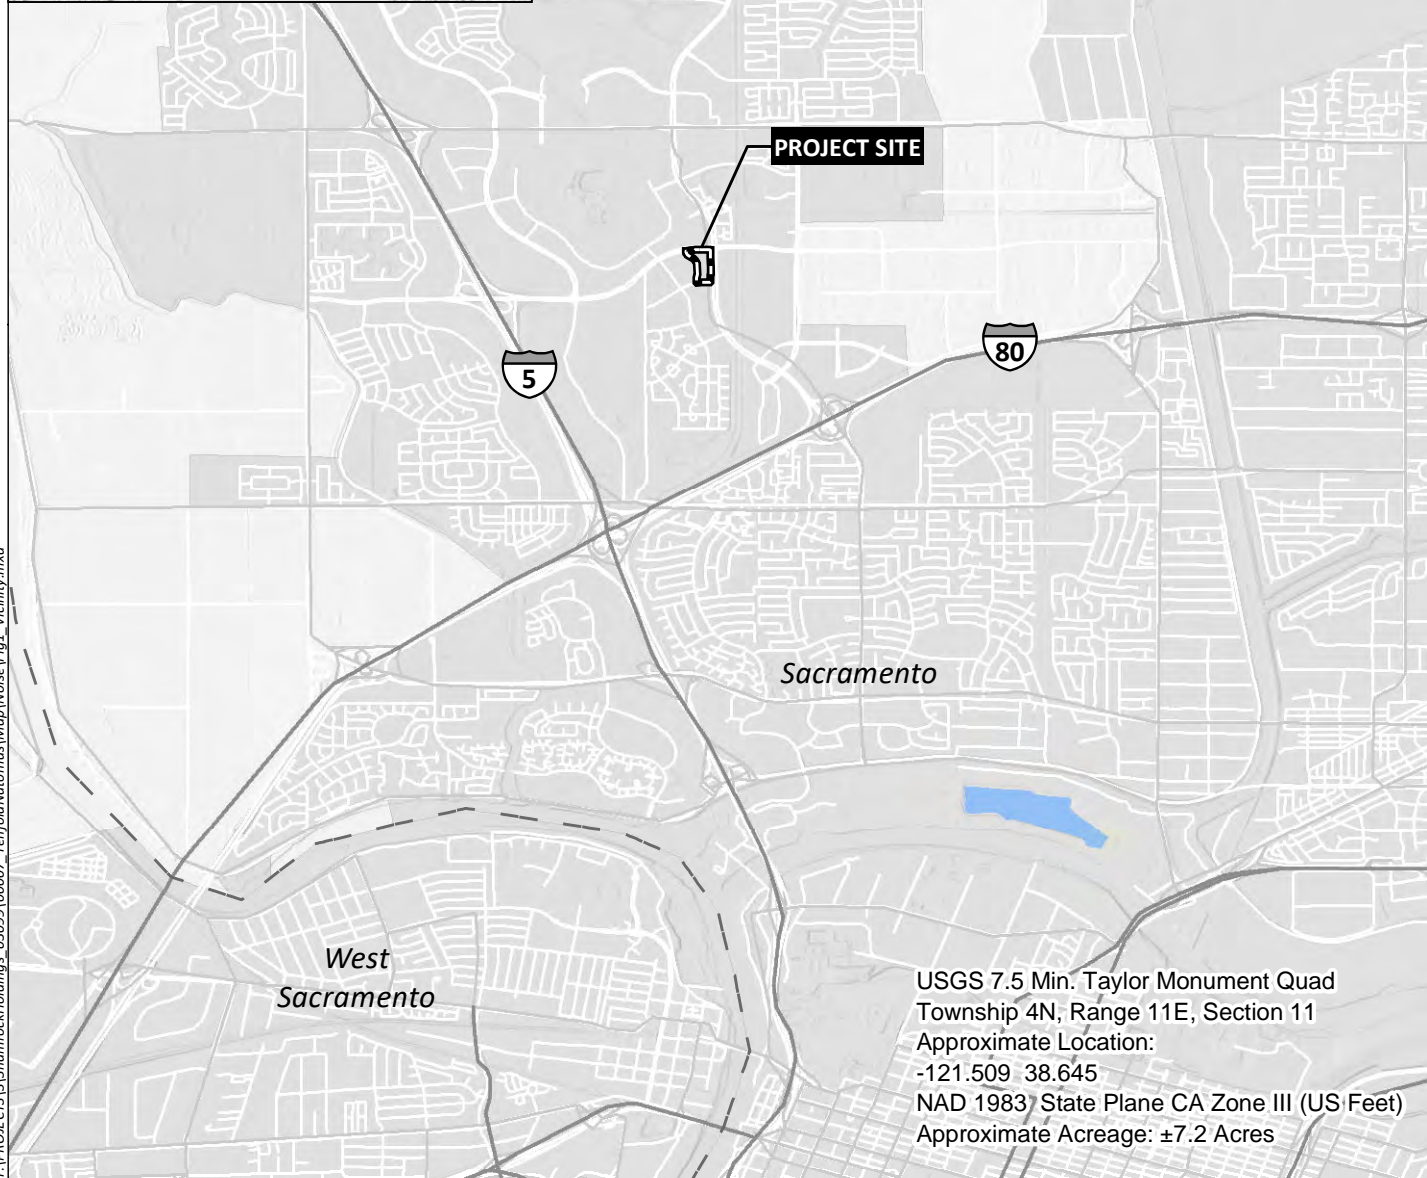 PROJECT SITE
80
5
Sacramento
West
Sacramento
USGS 7.5 Min. Taylor Monument Quad
Township 4N, Range 11E, Section 11
Approximate Location:
-121.509 38.645
NAD 1983 State Plane CA Zone III (US Feet)
Approximate Acreage: ±7.2 Acres